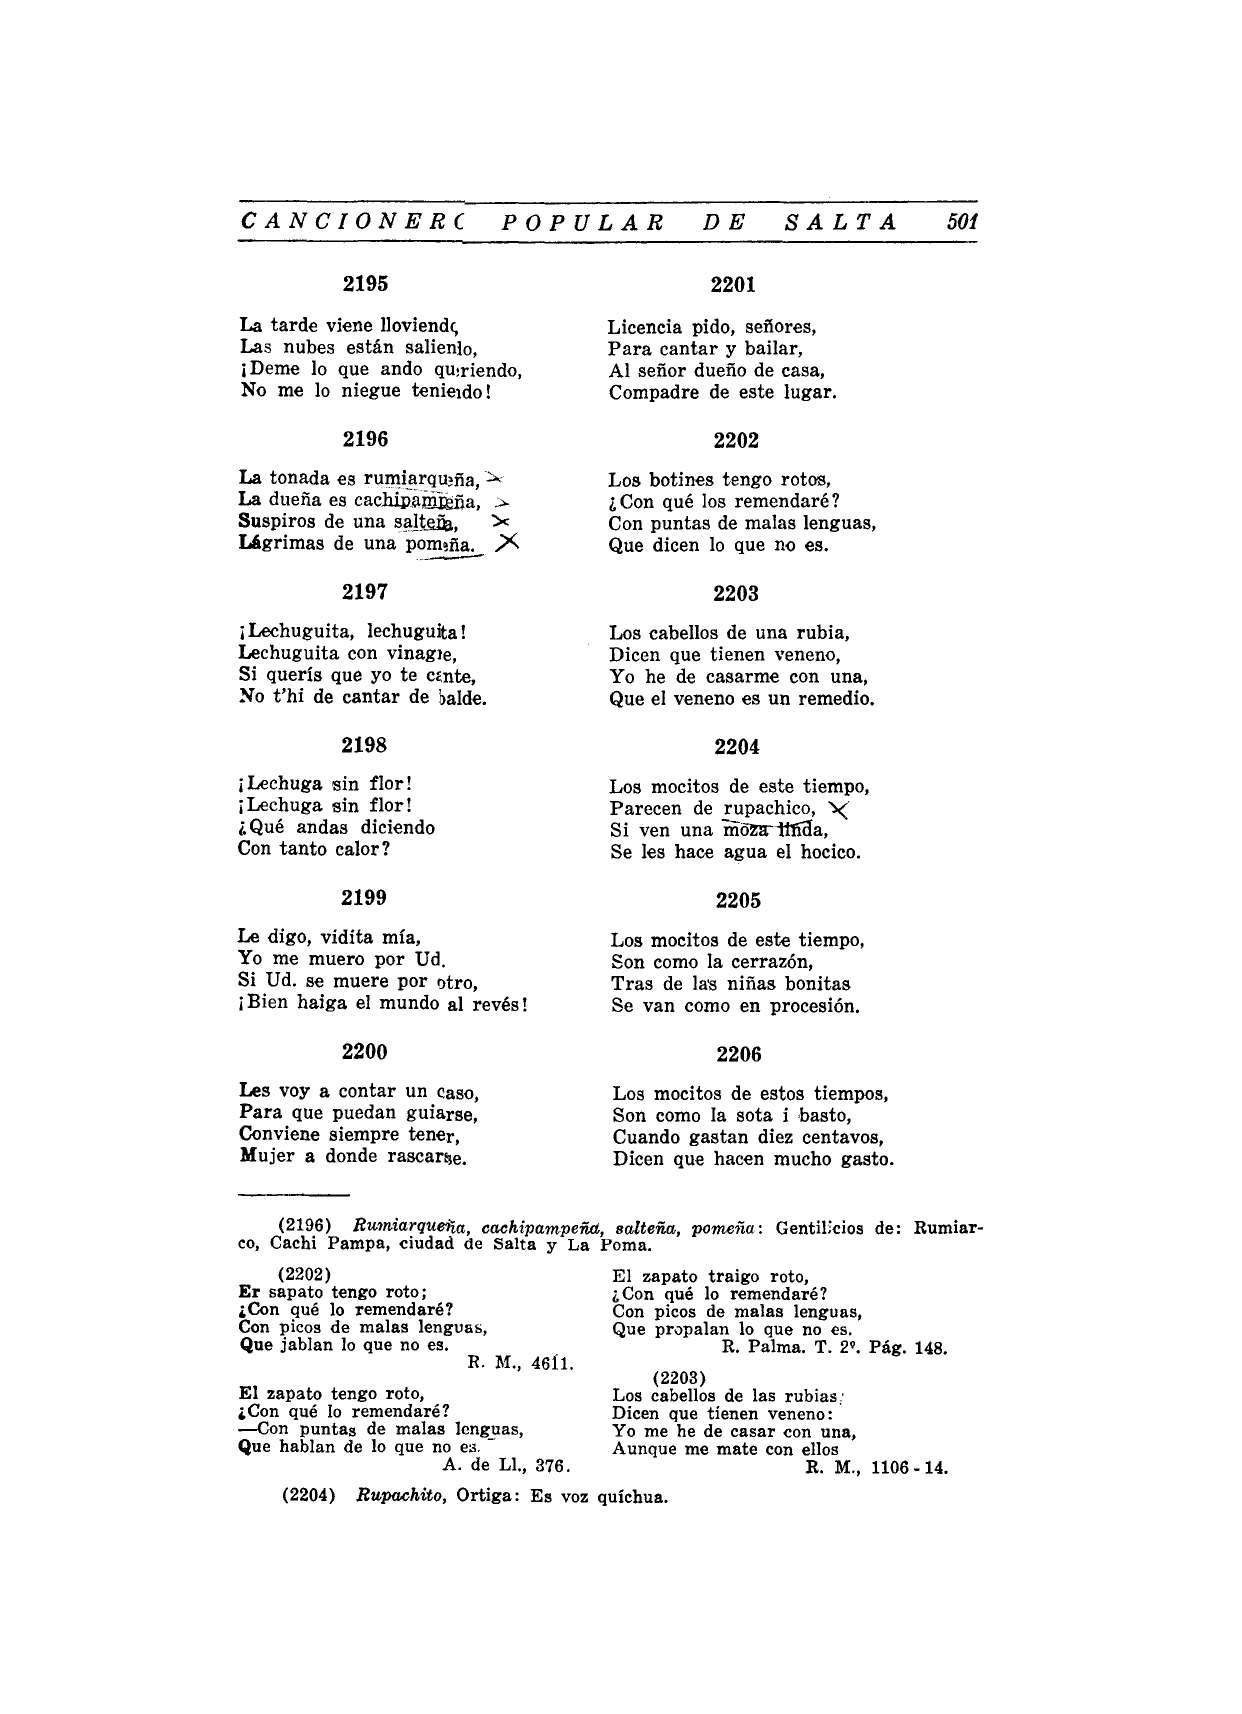 CANCIONERO POPULAR DE SALTA 501
2195
La tarde viene lloviendo,
Las nubes están saliendo,
¡Deme lo que ando queriendo,
No me lo niegue teniendo!
2196
La tonada es rumiarqueña,
La dueña es cachipampeña,
Suspiros de una salteña,
Lágrimas de una pomeña.
2197
¡Lechuguita, lechuguita!
Lechuguita con vinagre,
Si querís que yo te cante,
No t'hi de cantar de balde.
2198
¡Lechuga sin flor!
¡Lechuga sin flor!
¿Qué andas diciendo
Con tanto calor?
2199
Le digo, vidita mía,
Yo me muero por Ud.
Si Ud. se muere por otro,
¡Bien haiga el mundo al revés!
2200
Les voy a contar un caso,
Para que puedan guiarse,
Conviene siempre tener,
Mujer a donde rascarse.
2201
Licencia pido, señores,
Para cantar y bailar,
Al señor dueño de casa,
Compadre de este lugar.
2202
Los botines tengo rotos,
¿Con qué los remendaré?
Con puntas de malas lenguas,
Que dicen lo que no es.
2203
Los cabellos de una rubia,
Dicen que tienen veneno,
Yo he de casarme con una,
Que el veneno es un remedio.
2204
Los mocitos de este tiempo,
Parecen de rupachico,
Si ven una moza linda,
Se les hace agua el hocico.
2205
Los mocitos de este tiempo,
Son como la cerrazón,
Tras de las niñas bonitas
Se van como en procesión.
2206
Los mocitos de estos tiempos,
Son como la sota i basto,
Cuando gastan diez centavos,
Dicen que hacen mucho gasto.
(2196) Rumiarqueña, cachipampeña, salteña, pomeña: Gentilicios de: Rumiar-
co, Cachi Pampa, ciudad de Salta y La Poma.
(2202)
Er sapato tengo roto;
¿Con qué lo remendaré?
Con picos de malas lenguas,
Que jablan lo que no es.
R. M., 4611.
El zapato tengo roto,
¿Con qué lo remendaré?
—Con puntas de malas lenguas,
Que hablan de lo que no es.
A. de Ll., 376.
El zapato traigo roto,
¿Con qué lo remendaré?
Con picos de malas lenguas,
Que propalan lo que no es.
R. Palma. T. 2º. Pág. 148.
(2203)
Los cabellos de las rubias;
Dicen que tienen veneno:
Yo me he de casar con una,
Aunque me mate con ellos
R. M., 1106-14.
(2204) Rupachito, Ortiga: Es voz quíchua.